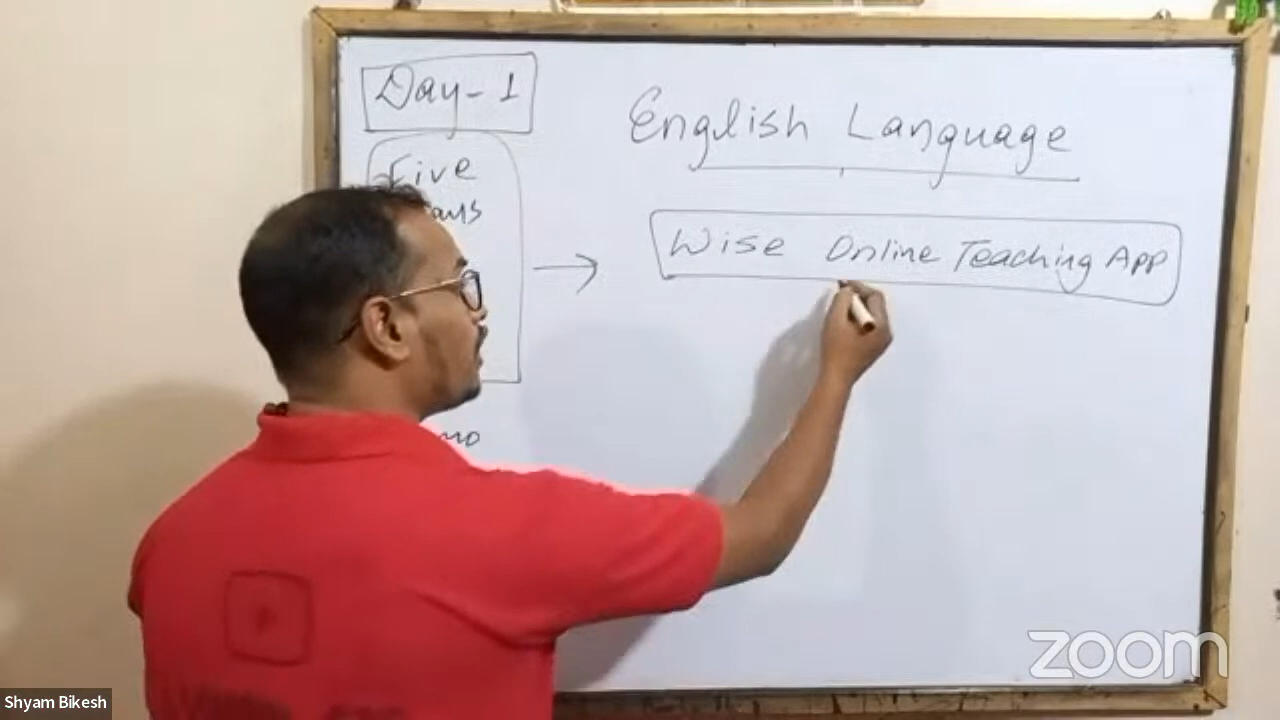 Day-1
Five
English Language
Wise Online Teaching App
zoom
Shyam Bikesh